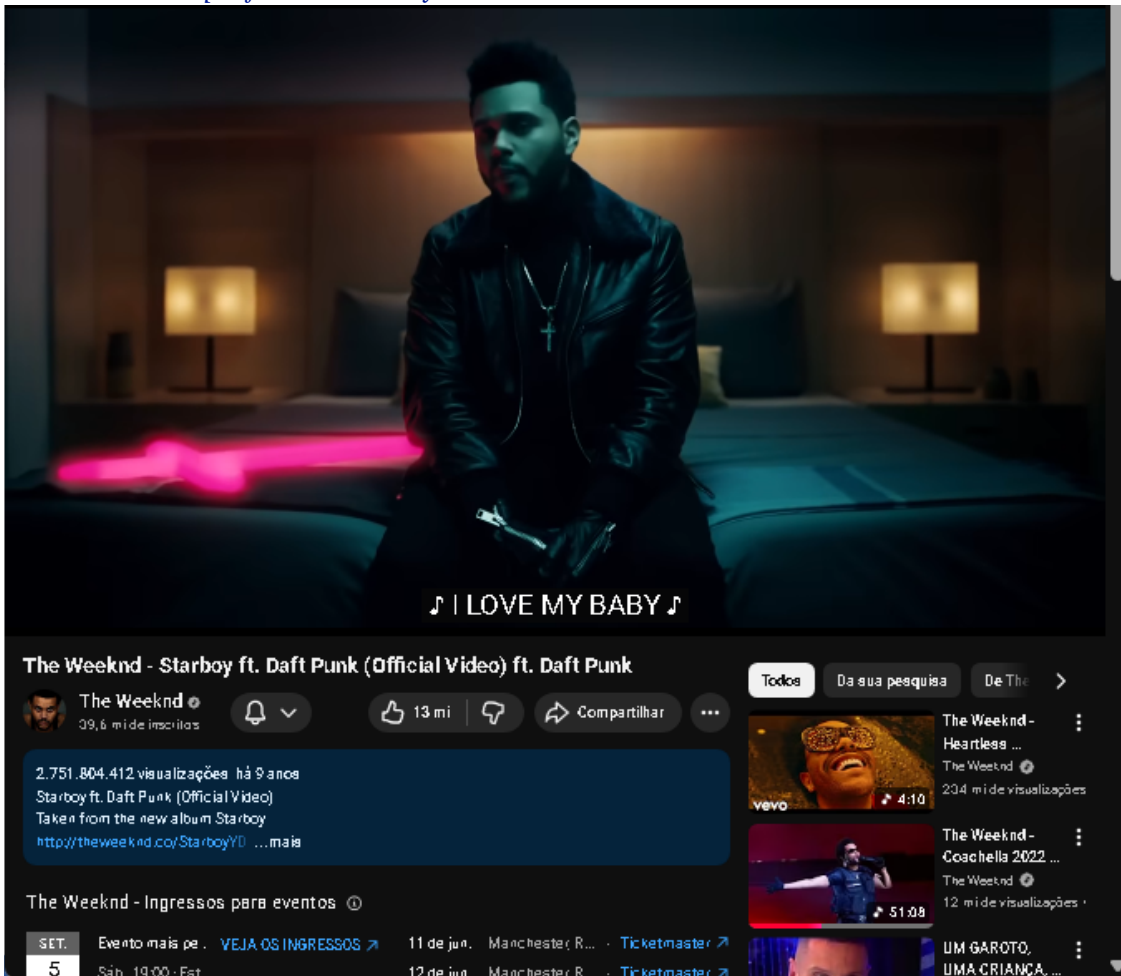 ♪ I LOVE MY BABY ♪
The Weeknd - Starboy ft. Daft Punk (Official Video) ft. Daft Punk
The Weeknd
39,6 mi de inscritos
13 mi
Compartilhar
2.751.804.412 visualizações há 9 anos
Starboy ft. Daft Punk (Official Video)
Taken from the new album Starboy
http://theweeknd.co/StarboyYD ...mais
The Weeknd - Ingressos para eventos
SET.
5
Evento mais pe. VEJA OS INGRESSOS
Sáb. 19:00 · Est
11 de jun. Manchester R... · Ticketmaster
12 de jun. Manchester R... · Ticketmaster
Todos Da sua pesquisa De The
The Weeknd -
Heartless ...
The Weeknd
234 mi de visualizações
vevo
4:10
The Weeknd -
Coachella 2022 ...
The Weeknd
12 mi de visualizações ·
51:08
UM GAROTO,
UMA CRIANÇA, ...